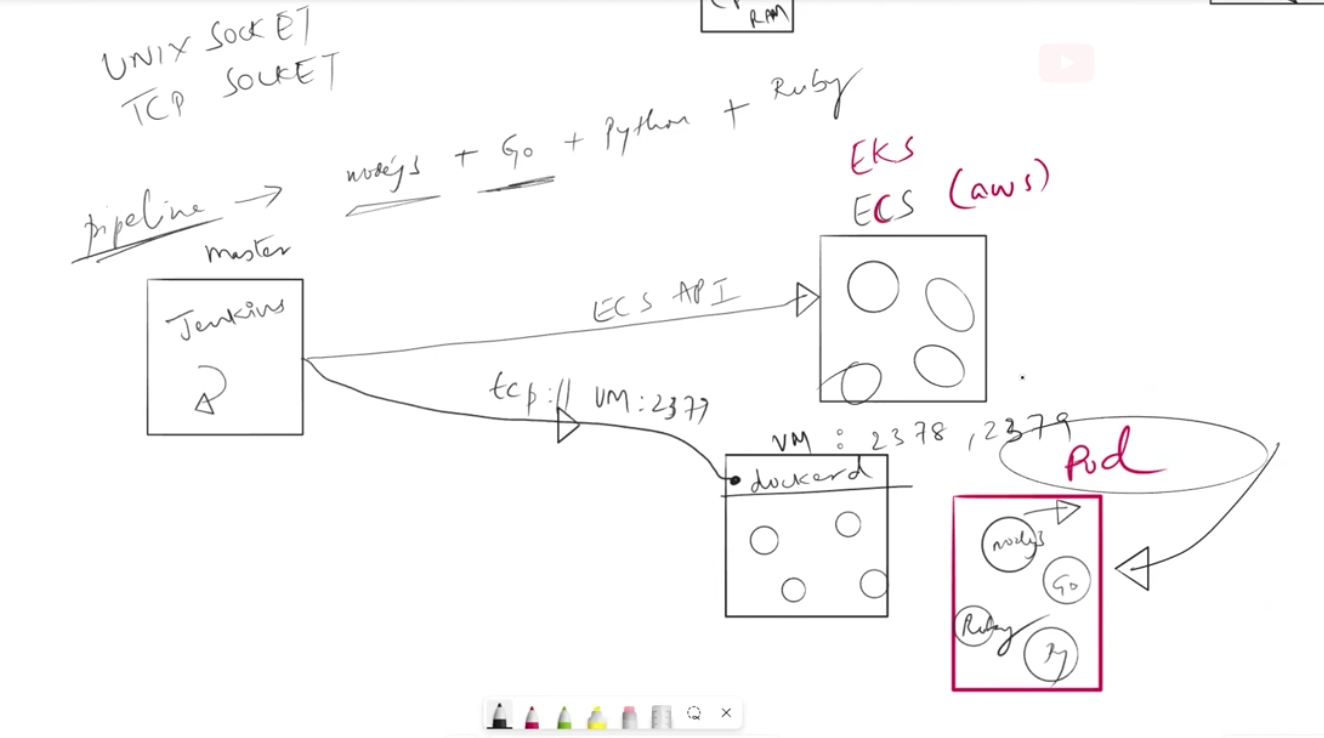 RAM
UNIX SOCKET
TCP SOCKET
pipeline → nodejs + Go + Python + Ruby
EKS
ECS (aws)
master
Jenkins
ECS API
tcp:// VM:2377
VM : 2378, 2379
dockerd
Pod
nodejs
Go
Ruby
Py